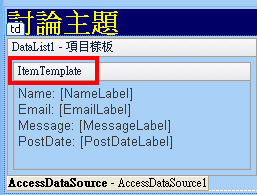 討論主題
td
DataList1 - 項目樣板
ItemTemplate
Name: [NameLabel]
Email: [EmailLabel]
Message: [MessageLabel]
PostDate: [PostDateLabel]
AccessDataSource - AccessDataSource1